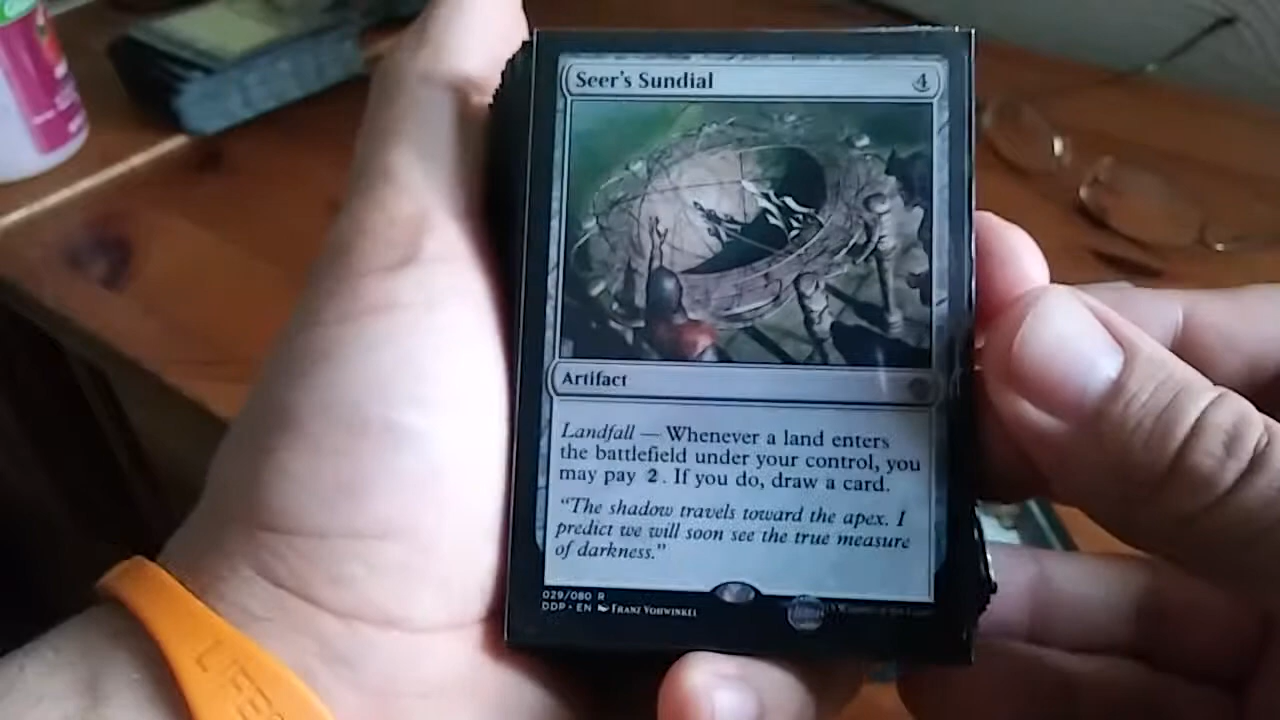 Seer's Sundial 4
Artifact
Landfall — Whenever a land enters
the battlefield under your control, you
may pay 2. If you do, draw a card.
"The shadow travels toward the apex. I
predict we will soon see the true measure
of darkness."
029/080 R
DDP • EN Franz Vohwinkel